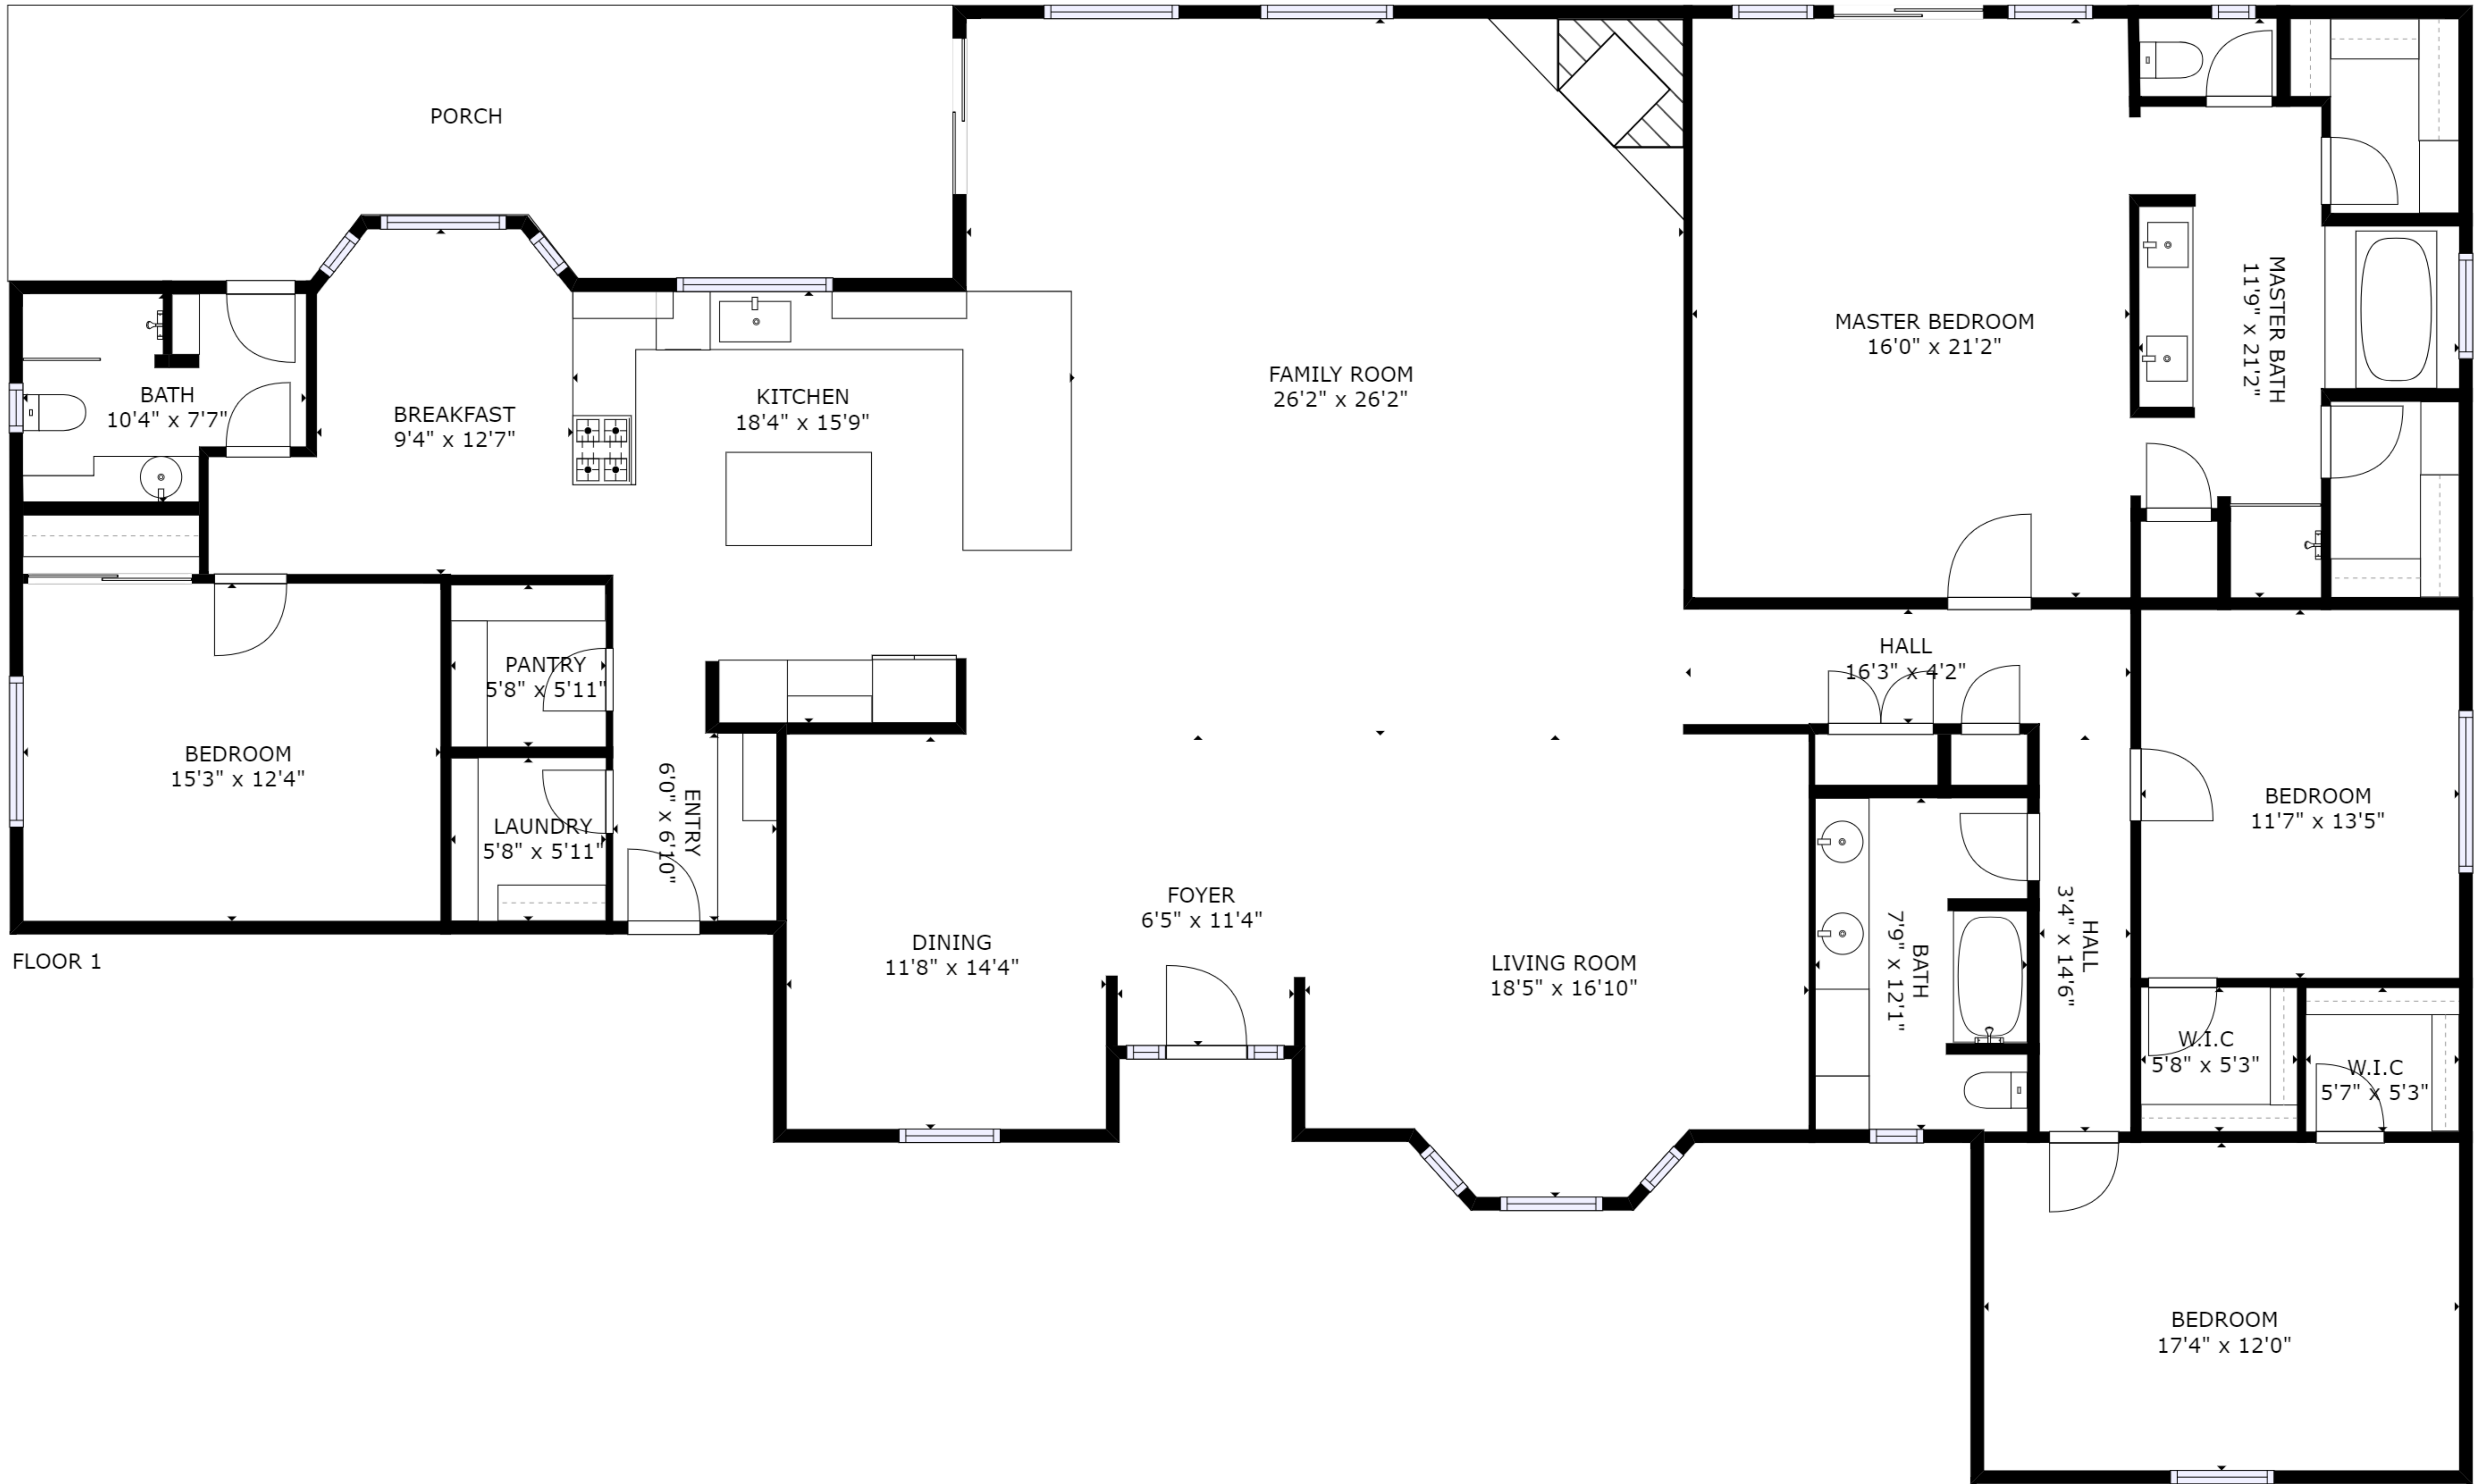 PORCH
MASTER BATH
11'9" x 21'2"
MASTER BEDROOM
16'0" x 21'2"
FAMILY ROOM
26'2" x 26'2"
BATH
10'4" x 7'7"
KITCHEN
18'4" x 15'9"
BREAKFAST
9'4" x 12'7"
HALL
16'3" x 4'2"
PANTRY
5'8" x 5'11"
BEDROOM
15'3" x 12'4"
ENTRY
6'0" x 6'10"
BEDROOM
11'7" x 13'5"
LAUNDRY
5'8" x 5'11"
FOYER
6'5" x 11'4"
DINING
11'8" x 14'4"
HALL
3'4" x 14'6"
BATH
7'9" x 12'1"
FLOOR 1
LIVING ROOM
18'5" x 16'10"
W.I.C
5'8" x 5'3"
W.I.C
5'7" x 5'3"
BEDROOM
17'4" x 12'0"